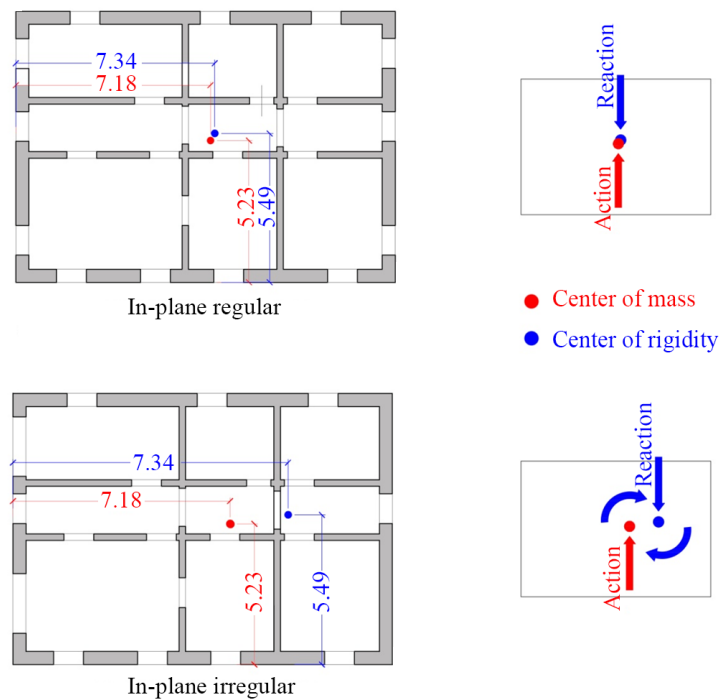 7.34
7.18
5.23
5.49
In-plane regular
Reaction
Action
Center of mass
Center of rigidity
7.34
7.18
5.23
5.49
In-plane irregular
Reaction
Action